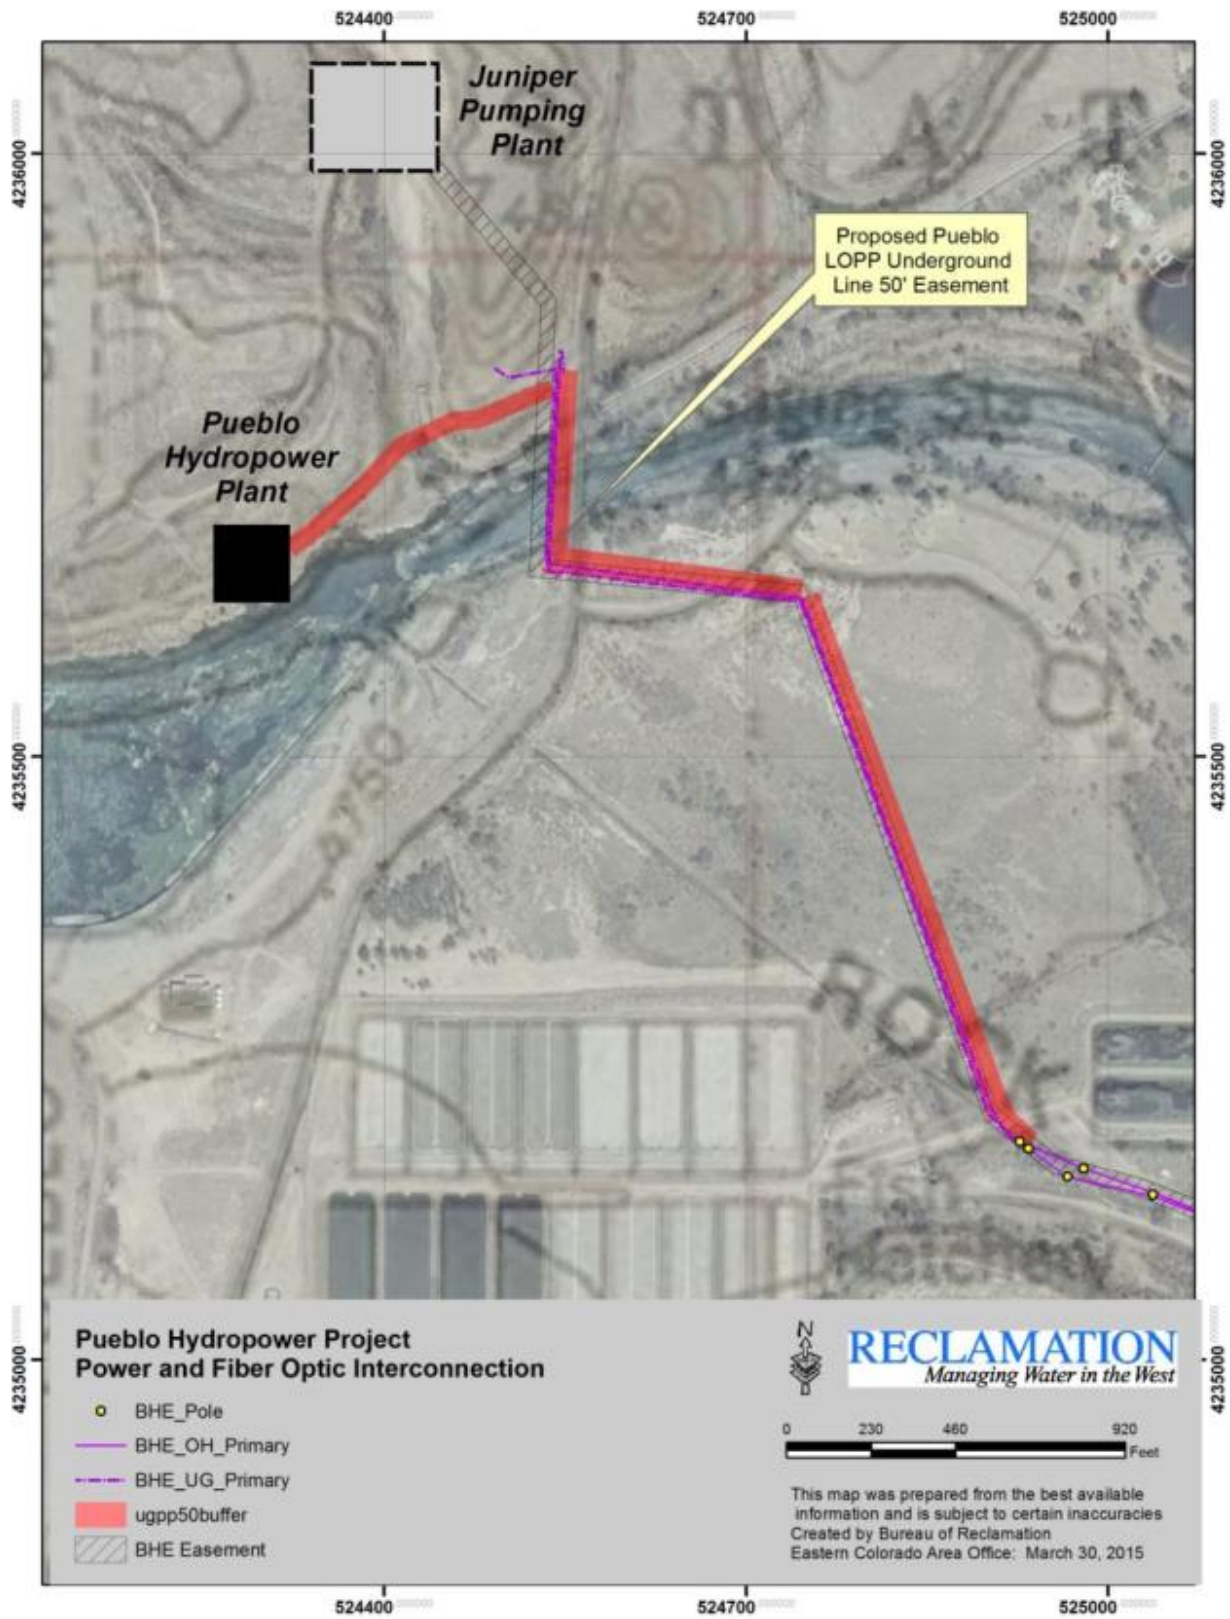 524400
524700
525000
Juniper
Pumping
Plant
4236000
4236000
Proposed Pueblo
LOPP Underground
Line 50' Easement
Pueblo
Hydropower
Plant
4235500
4235500
4750
ROCK
Fish
Pueblo Hydropower Project
Power and Fiber Optic Interconnection
BHE_Pole
BHE_OH_Primary
BHE_UG_Primary
ugpp50buffer
BHE Easement
N
RECLAMATION
Managing Water in the West
0 230 460 920
Feet
This map was prepared from the best available
information and is subject to certain inaccuracies
Created by Bureau of Reclamation
Eastern Colorado Area Office: March 30, 2015
4235000
4235000
524400
524700
525000